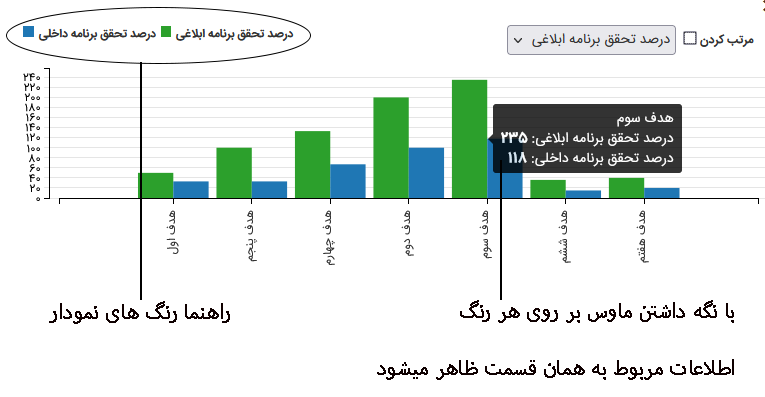 مرتب کردن
درصد تحقق برنامه ابلاغی
درصد تحقق برنامه ابلاغی
درصد تحقق برنامه داخلی
۲۴۰
۲۲۰
۲۰۰
۱۸۰
۱۶۰
۱۴۰
۱۲۰
۱۰۰
۸۰
۶۰
۴۰
۲۰
۰
هدف سوم
درصد تحقق برنامه ابلاغی: ۲۳۵
درصد تحقق برنامه داخلی: ۱۱۸
هدف اول
هدف پنجم
هدف چهارم
هدف دوم
هدف سوم
هدف ششم
هدف هفتم
با نگه داشتن ماوس بر روی هر رنگ
اطلاعات مربوط به همان قسمت ظاهر میشود
راهنما رنگ های نمودار